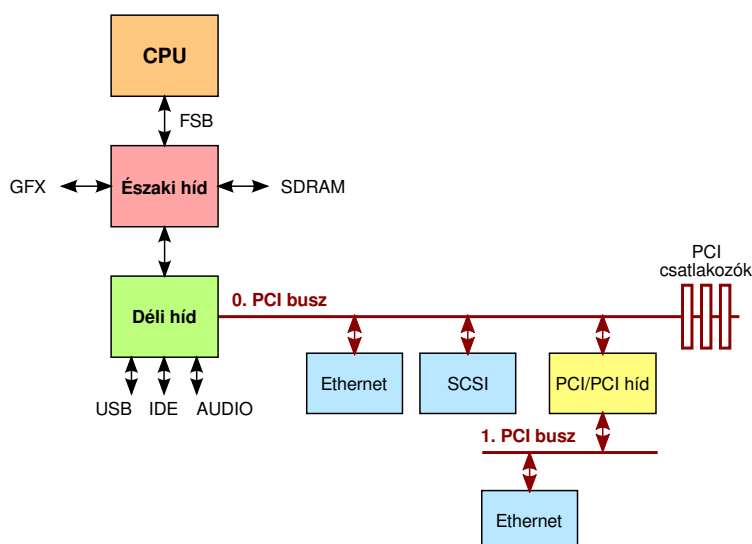 CPU
FSB
GFX
Északi híd
SDRAM
PCI
csatlakozók
0. PCI busz
Déli híd
Ethernet
SCSI
PCI/PCI híd
USB
IDE
AUDIO
1. PCI busz
Ethernet